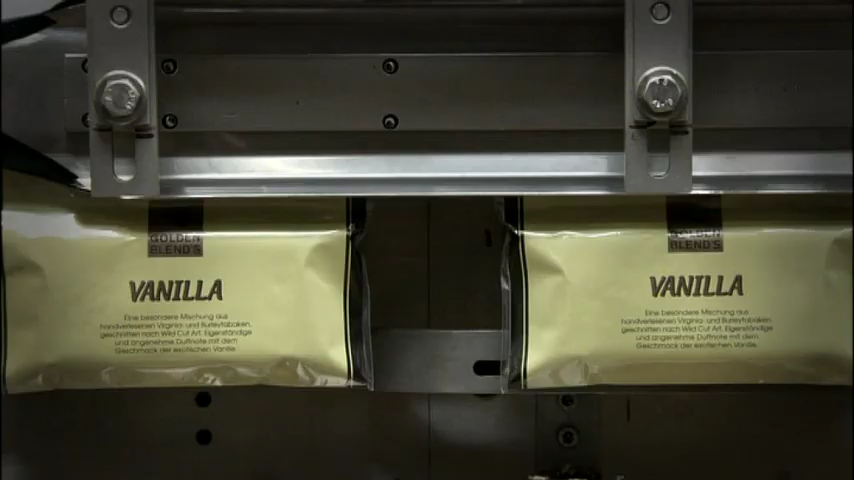 GOLDEN
BLEND'S
VANILLA
Eine besondere Mischung aus
handverlesenen Virginia- und Burleytabaken,
geschnitten nach Wild Cut Art. Eigenständige
und angenehme Duftnote mit dem
Geschmack der exotischen Vanille.
GOLDEN
BLEND'S
VANILLA
Eine besondere Mischung aus
handverlesenen Virginia- und Burleytabaken,
geschnitten nach Wild Cut Art. Eigenständige
und angenehme Duftnote mit dem
Geschmack der exotischen Vanille.